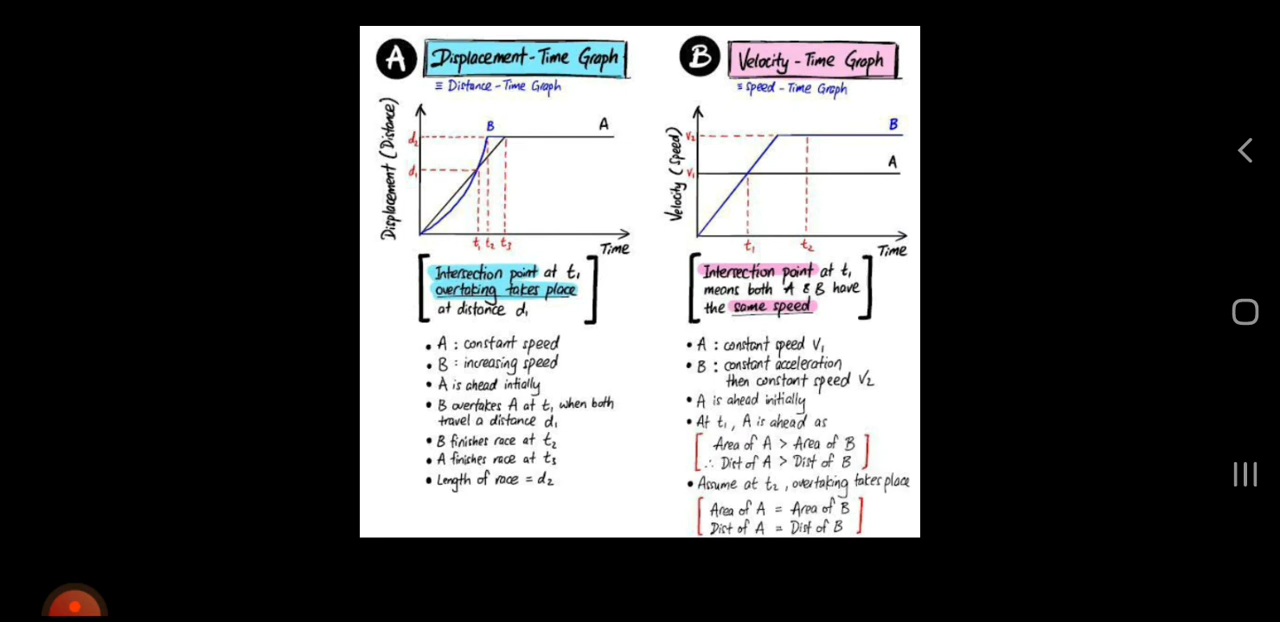 A
Displacement-Time Graph
≡ Distance-Time Graph
Displacement (Distance)
B
A
d₂
d₁
t₁ t₂ t₃
Time
Intersection point at t₁
overtaking takes place
at distance d₁
• A : constant speed
• B : increasing speed
• A is ahead intially
• B overtakes A at t₁ when both
travel a distance d₁
• B finishes race at t₂
• A finishes race at t₃
• Length of race = d₂
B
Velocity - Time Graph
≡ Speed - Time Graph
Velocity (Speed)
B
A
V₂
V₁
t₁
t₂
Time
Intersection point at t₁
means both A & B have
the same speed
• A : constant speed V₁
• B : constant acceleration
then constant speed V₂
• A is ahead initially
• At t₁, A is ahead as
Area of A > Area of B
∴ Dist of A > Dist of B
• Assume at t₂, overtaking takes place
Area of A = Area of B
Dist of A = Dist of B